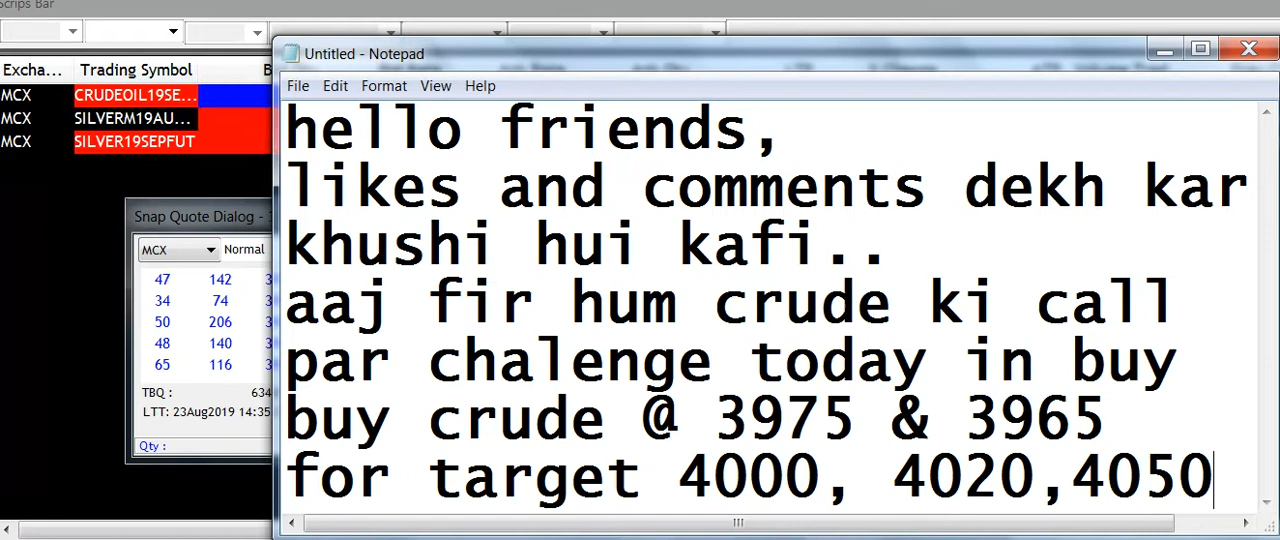 Scrips Bar
Untitled - Notepad
Excha... Trading Symbol B
File Edit Format View Help
MCX CRUDEOIL19SE...
MCX SILVERM19AU...
MCX SILVER19SEPFUT
hello friends,
likes and comments dekh kar
khushi hui kafi..
aaj fir hum crude ki call
par chalenge today in buy
buy crude @ 3975 & 3965
for target 4000, 4020,4050
Snap Quote Dialog -
MCX Normal
47 142
34 74
50 206
48 140
65 116
TBQ : 634
LTT: 23Aug2019 14:35
Qty :